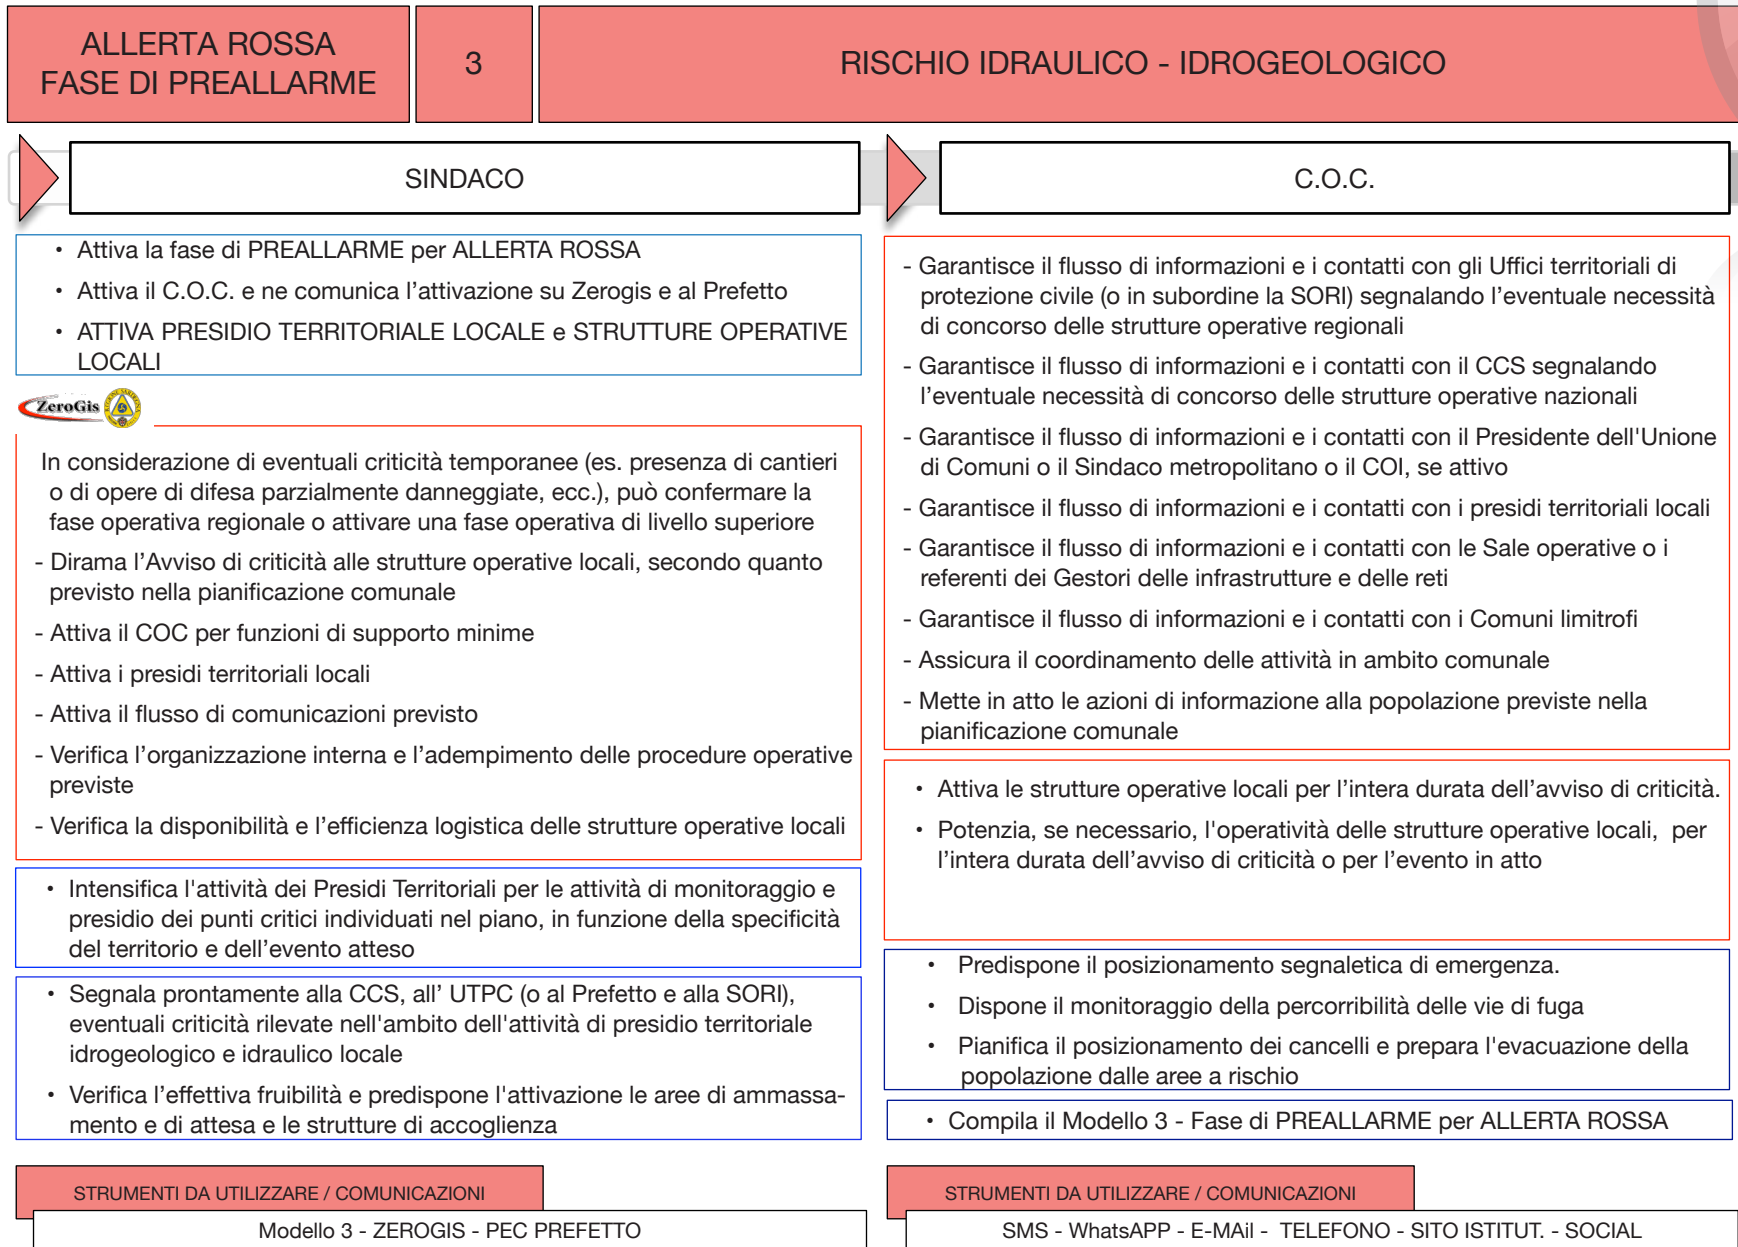 ALLERTA ROSSA
FASE DI PREALLARME
3
RISCHIO IDRAULICO - IDROGEOLOGICO
SINDACO
• Attiva la fase di PREALLARME per ALLERTA ROSSA
• Attiva il C.O.C. e ne comunica l’attivazione su Zerogis e al Prefetto
• ATTIVA PRESIDIO TERRITORIALE LOCALE e STRUTTURE OPERATIVE
LOCALI
ZeroGis
In considerazione di eventuali criticità temporanee (es. presenza di cantieri
o di opere di difesa parzialmente danneggiate, ecc.), può confermare la
fase operativa regionale o attivare una fase operativa di livello superiore
- Dirama l’Avviso di criticità alle strutture operative locali, secondo quanto
previsto nella pianificazione comunale
- Attiva il COC per funzioni di supporto minime
- Attiva i presidi territoriali locali
- Attiva il flusso di comunicazioni previsto
- Verifica l’organizzazione interna e l’adempimento delle procedure operative
previste
- Verifica la disponibilità e l’efficienza logistica delle strutture operative locali
• Intensifica l'attività dei Presidi Territoriali per le attività di monitoraggio e
presidio dei punti critici individuati nel piano, in funzione della specificità
del territorio e dell’evento atteso
• Segnala prontamente alla CCS, all’ UTPC (o al Prefetto e alla SORI),
eventuali criticità rilevate nell'ambito dell'attività di presidio territoriale
idrogeologico e idraulico locale
• Verifica l’effettiva fruibilità e predispone l'attivazione le aree di ammassa-
mento e di attesa e le strutture di accoglienza
STRUMENTI DA UTILIZZARE / COMUNICAZIONI
Modello 3 - ZEROGIS - PEC PREFETTO
C.O.C.
- Garantisce il flusso di informazioni e i contatti con gli Uffici territoriali di
protezione civile (o in subordine la SORI) segnalando l’eventuale necessità
di concorso delle strutture operative regionali
- Garantisce il flusso di informazioni e i contatti con il CCS segnalando
l’eventuale necessità di concorso delle strutture operative nazionali
- Garantisce il flusso di informazioni e i contatti con il Presidente dell'Unione
di Comuni o il Sindaco metropolitano o il COI, se attivo
- Garantisce il flusso di informazioni e i contatti con i presidi territoriali locali
- Garantisce il flusso di informazioni e i contatti con le Sale operative o i
referenti dei Gestori delle infrastrutture e delle reti
- Garantisce il flusso di informazioni e i contatti con i Comuni limitrofi
- Assicura il coordinamento delle attività in ambito comunale
- Mette in atto le azioni di informazione alla popolazione previste nella
pianificazione comunale
• Attiva le strutture operative locali per l’intera durata dell’avviso di criticità.
• Potenzia, se necessario, l'operatività delle strutture operative locali, per
l’intera durata dell’avviso di criticità o per l’evento in atto
• Predispone il posizionamento segnaletica di emergenza.
• Dispone il monitoraggio della percorribilità delle vie di fuga
• Pianifica il posizionamento dei cancelli e prepara l'evacuazione della
popolazione dalle aree a rischio
• Compila il Modello 3 - Fase di PREALLARME per ALLERTA ROSSA
STRUMENTI DA UTILIZZARE / COMUNICAZIONI
SMS - WhatsAPP - E-MAil - TELEFONO - SITO ISTITUT. - SOCIAL